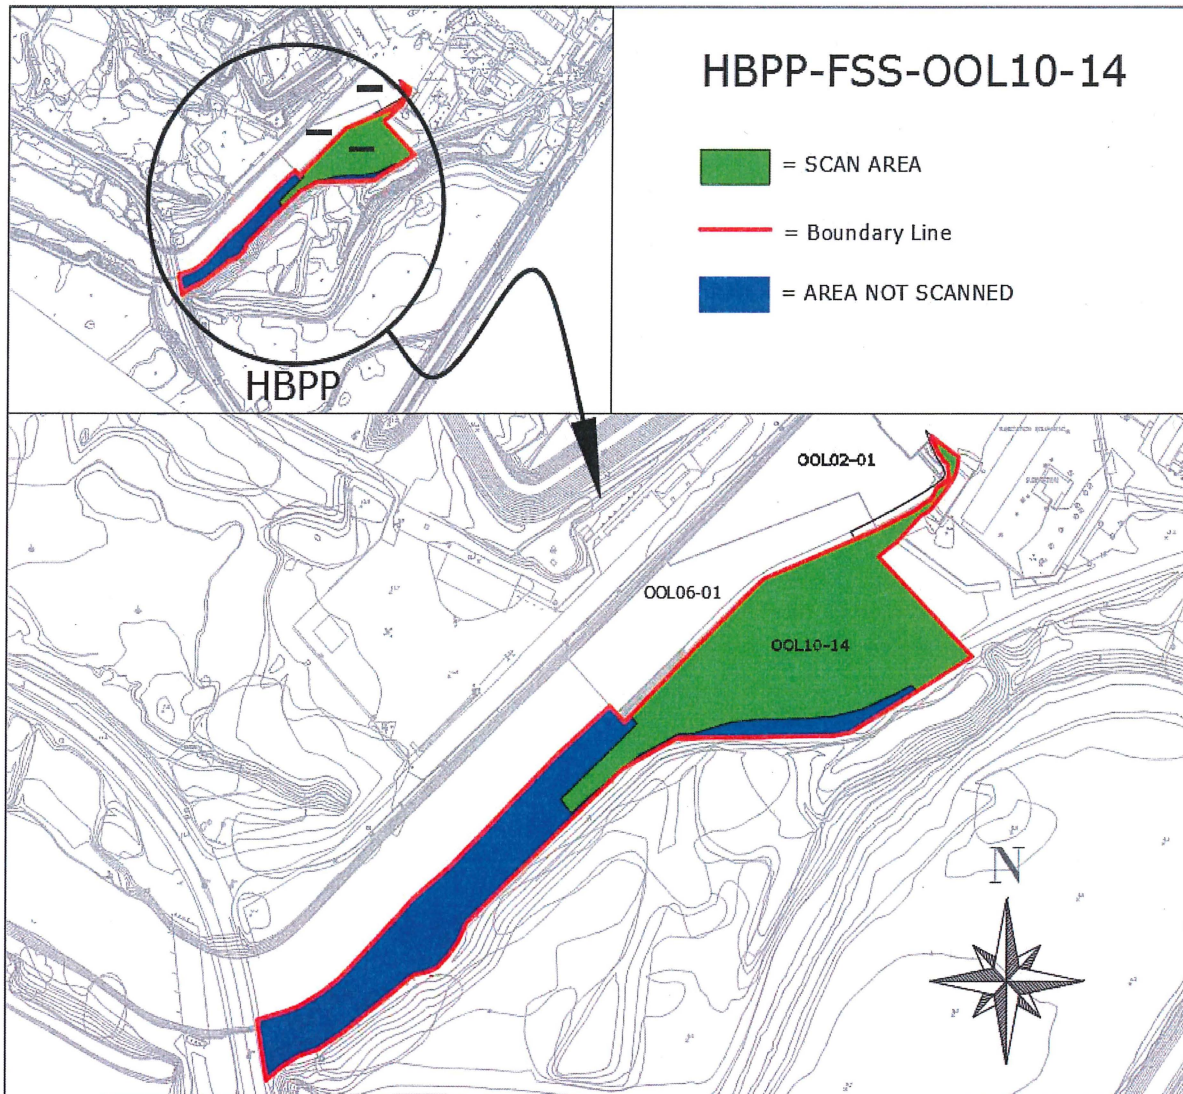 HBPP-FSS-OOL10-14
= SCAN AREA
= Boundary Line
= AREA NOT SCANNED
HBPP
OOL02-01
OOL06-01
OOL10-14
N